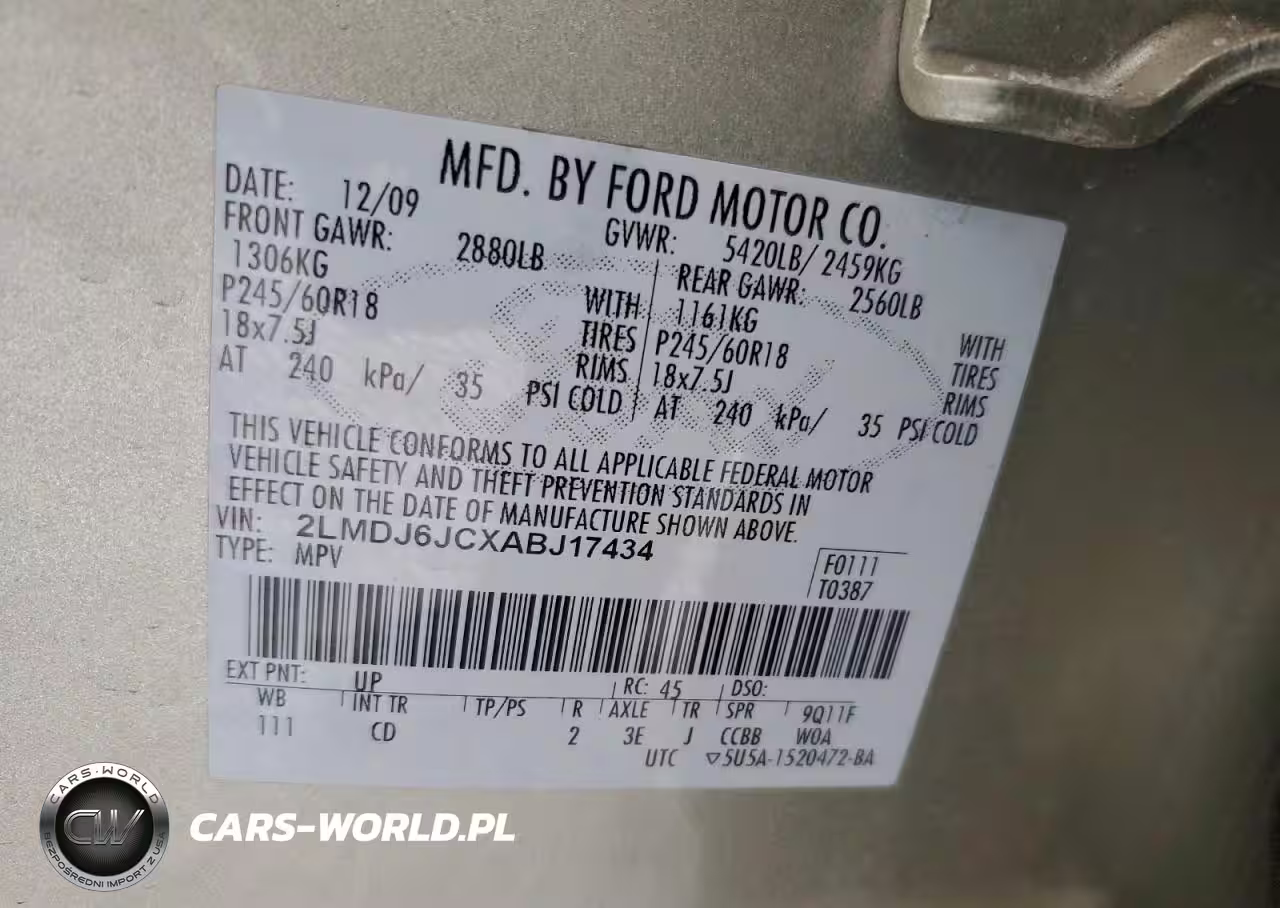 MFD. BY FORD MOTOR CO.
DATE: 12/09 GVWR: 5420LB/ 2459KG
FRONT GAWR: 2880LB REAR GAWR: 2560LB
1306KG WITH 1161KG WITH
P245/60R18 TIRES P245/60R18 TIRES
18x7.5J RIMS 18x7.5J RIMS
AT 240 kPa/ 35 PSI COLD AT 240 kPa/ 35 PSI COLD
THIS VEHICLE CONFORMS TO ALL APPLICABLE FEDERAL MOTOR
VEHICLE SAFETY AND THEFT PREVENTION STANDARDS IN
EFFECT ON THE DATE OF MANUFACTURE SHOWN ABOVE.
VIN: 2LMDJ6JCXABJ17434
TYPE: MPV
F0111
T0387
EXT PNT: UP RC: 45 DSO:
WB INT TR TP/PS R AXLE TR SPR 9Q11F
111 CD 2 3E J CCBB W0A
UTC ▽5U5A-1520472-BA
CARS-WORLD
CW
BEZPOŚREDNI IMPORT Z USA
CARS-WORLD.PL